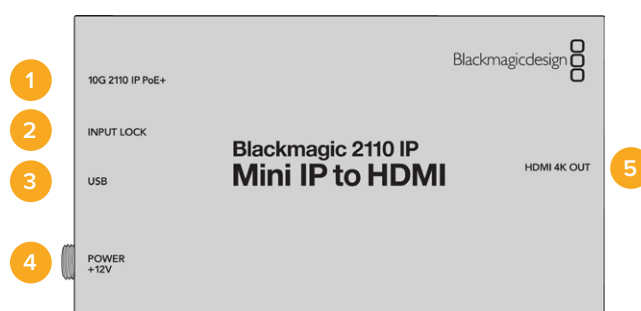 Blackmagicdesign
1
10G 2110 IP PoE+
2
INPUT LOCK
Blackmagic 2110 IP
Mini IP to HDMI
3
USB
HDMI 4K OUT
5
4
POWER
+12V